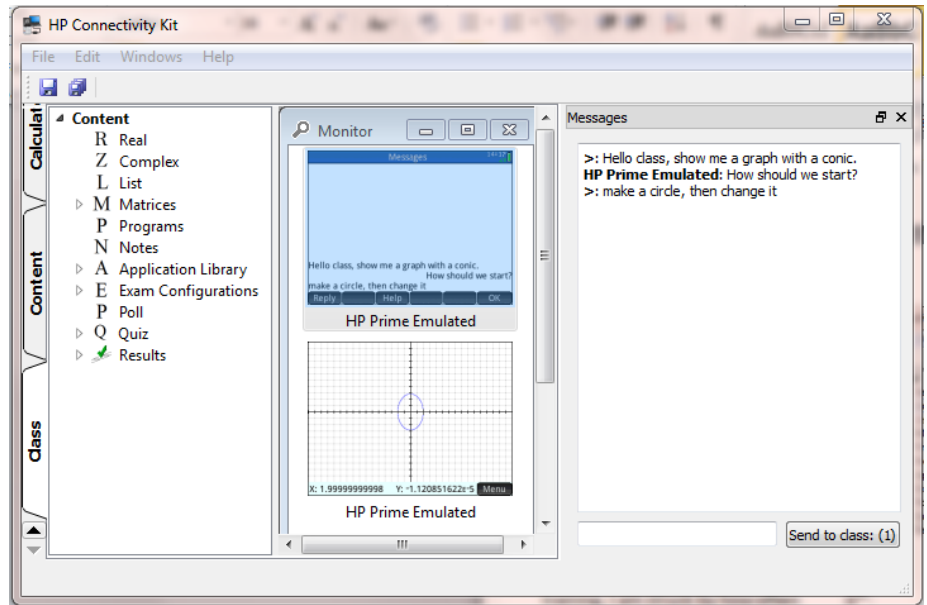 HP Connectivity Kit
File Edit Windows Help
Calculat
Content
class
Content
R Real
Z Complex
L List
M Matrices
P Programs
N Notes
A Application Library
E Exam Configurations
P Poll
Q Quiz
Results
Monitor
Messages
Hello class, show me a graph with a conic.
How should we start?
make a circle, then change it
Reply Help OK
HP Prime Emulated
X: 1.99999999998 Y: -1.120851622E-5 Menu
HP Prime Emulated
Messages
>: Hello class, show me a graph with a conic.
HP Prime Emulated: How should we start?
>: make a circle, then change it
Send to class: (1)